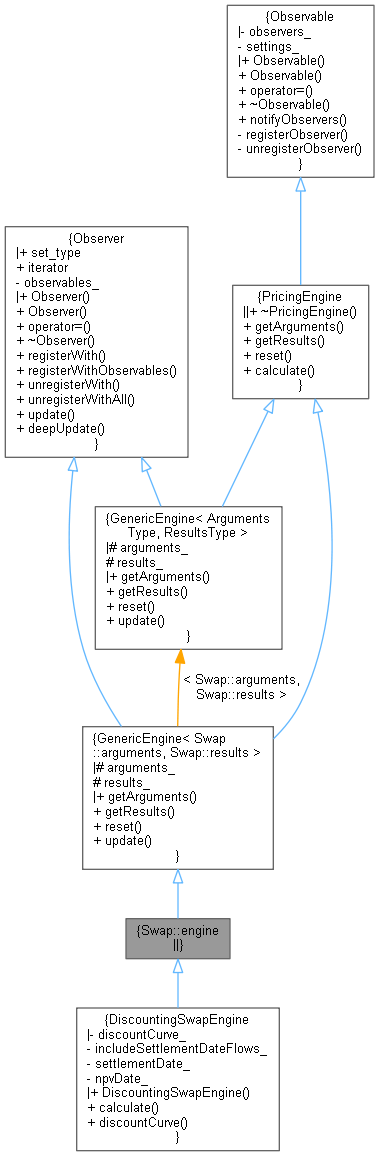 {Observable
|- observers_
- settings_
|+ Observable()
+ Observable()
+ operator=()
+ ~Observable()
+ notifyObservers()
- registerObserver()
- unregisterObserver()
}
{Observer
|+ set_type
+ iterator
- observables_
|+ Observer()
+ Observer()
+ operator=()
+ ~Observer()
+ registerWith()
+ registerWithObservables()
+ unregisterWith()
+ unregisterWithAll()
+ update()
+ deepUpdate()
}
{PricingEngine
||+ ~PricingEngine()
+ getArguments()
+ getResults()
+ reset()
+ calculate()
}
{GenericEngine< Arguments
Type, ResultsType >
|# arguments_
# results_
|+ getArguments()
+ getResults()
+ reset()
+ update()
}
< Swap::arguments,
Swap::results >
{GenericEngine< Swap
::arguments, Swap::results >
|# arguments_
# results_
|+ getArguments()
+ getResults()
+ reset()
+ update()
}
{Swap::engine
||}
{DiscountingSwapEngine
|- discountCurve_
- includeSettlementDateFlows_
- settlementDate_
- npvDate_
|+ DiscountingSwapEngine()
+ calculate()
+ discountCurve()
}